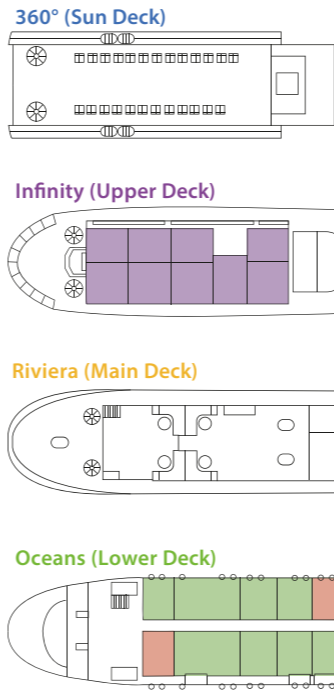 360° (Sun Deck)
Infinity (Upper Deck)
Riviera (Main Deck)
Oceans (Lower Deck)